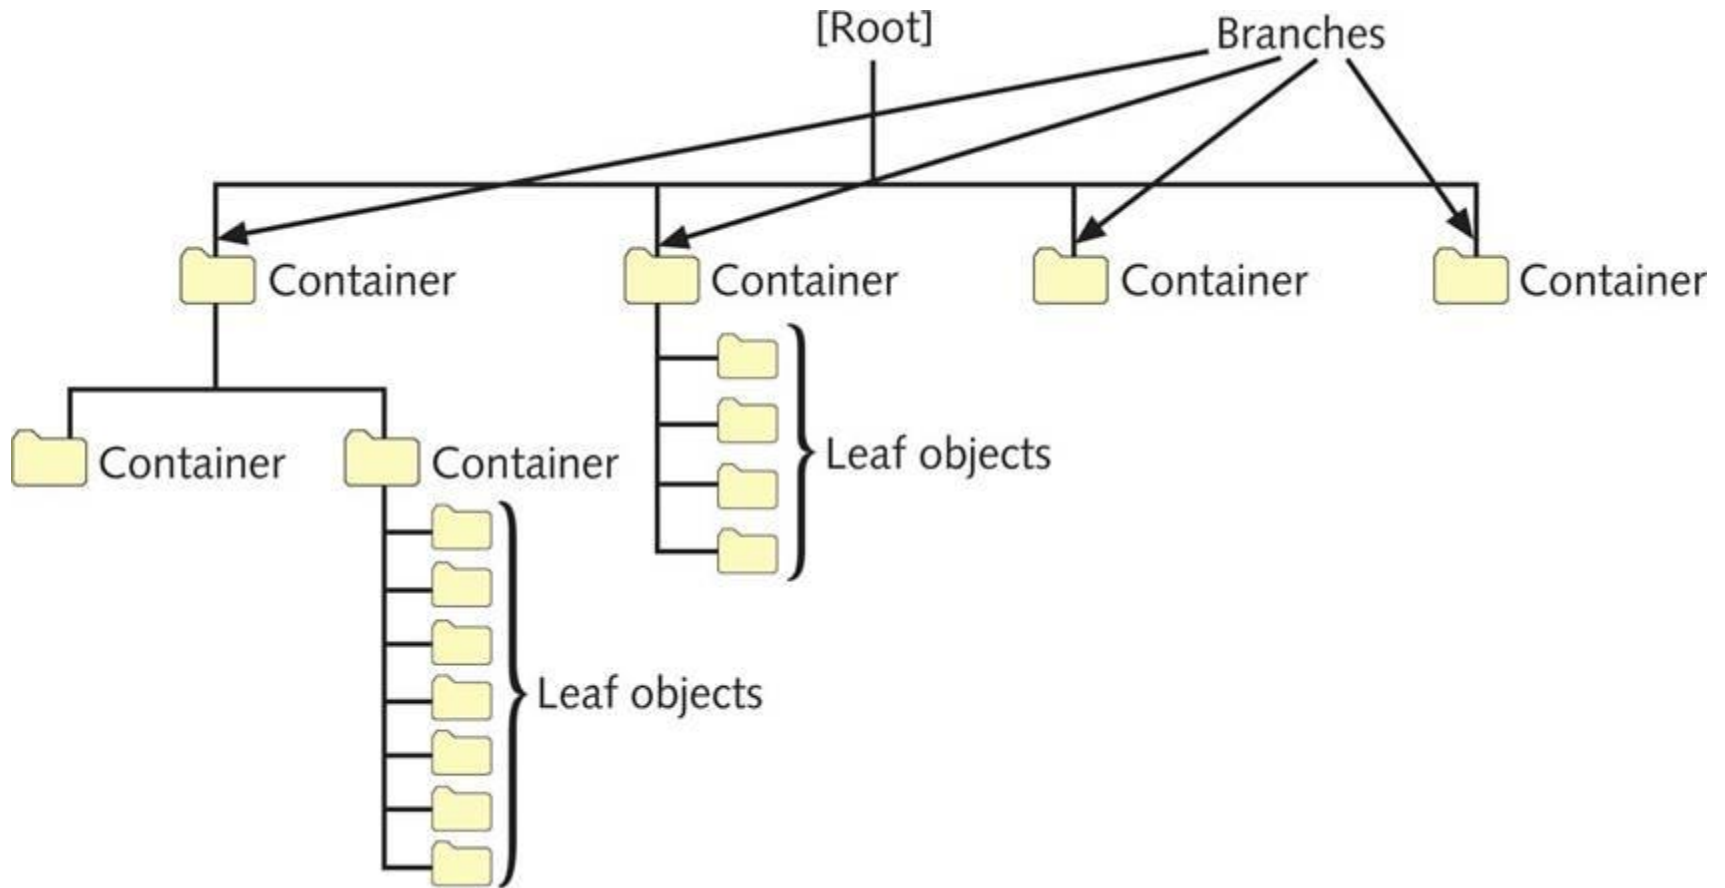 [Root]
Branches
Container
Container
Container
Container
Container
Container
Leaf objects
Leaf objects